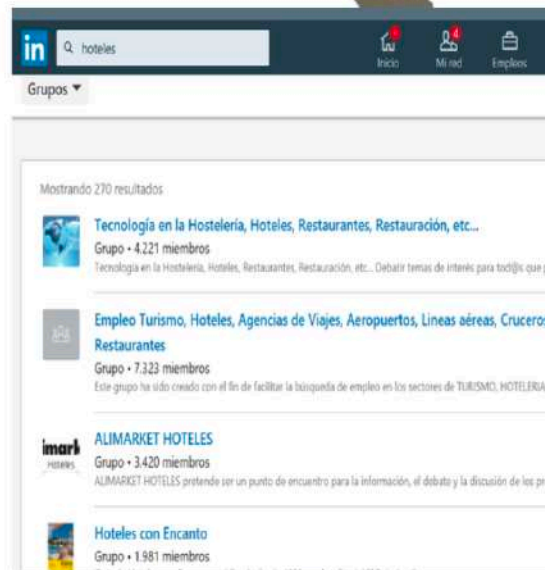 in
hoteles
4
Inicio
Mi red
Empleos
Grupos
Mostrando 270 resultados
Tecnología en la Hostelería, Hoteles, Restaurantes, Restauración, etc...
Grupo • 4.221 miembros
Tecnología en la Hostelería, Hoteles, Restaurantes, Restauración, etc... Debatir temas de interés para tod@s que
Empleo Turismo, Hoteles, Agencias de Viajes, Aeropuertos, Lineas aéreas, Cruceros
Restaurantes
Grupo • 7.323 miembros
Este grupo ha sido creado con el fin de facilitar la búsqueda de empleo en los sectores de TURISMO, HOTELERIA
imark
Hoteles
ALIMARKET HOTELES
Grupo • 3.420 miembros
ALIMARKET HOTELES pretende ser un punto de encuentro para la información, el debate y la discusión de los
Hoteles con Encanto
Grupo • 1.981 miembros